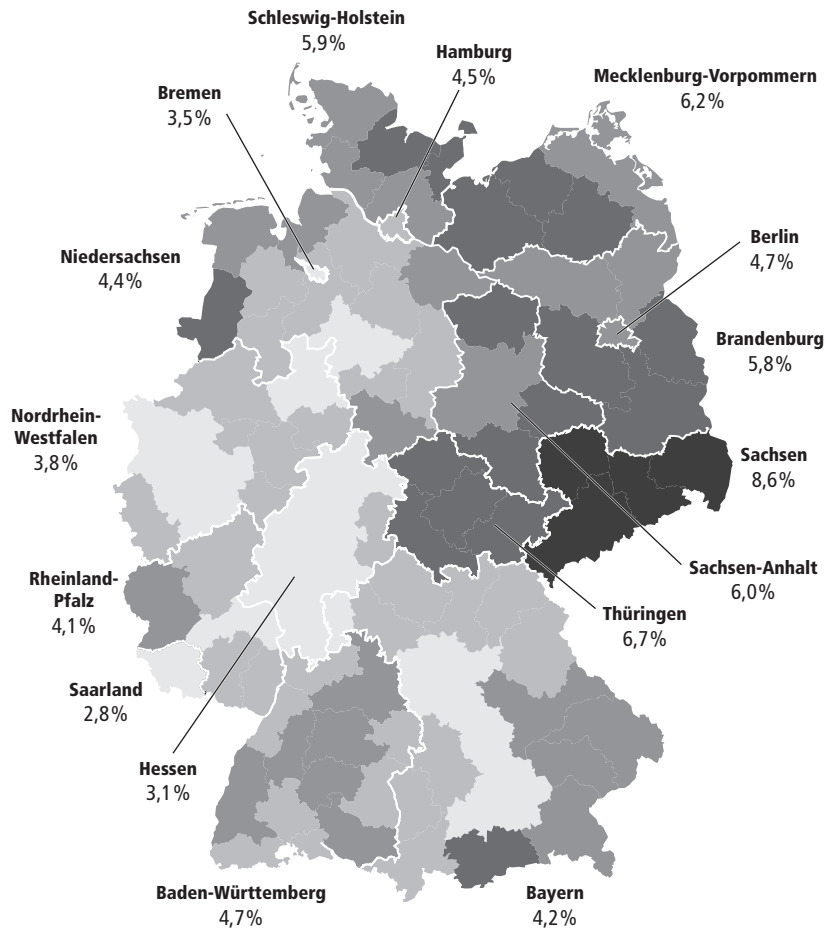 Schleswig-Holstein
5,9%
Hamburg
4,5%
Mecklenburg-Vorpommern
6,2%
Bremen
3,5%
Niedersachsen
4,4%
Berlin
4,7%
Brandenburg
5,8%
Nordrhein-
Westfalen
3,8%
Sachsen
8,6%
Sachsen-Anhalt
6,0%
Rheinland-
Pfalz
4,1%
Thüringen
6,7%
Saarland
2,8%
Hessen
3,1%
Baden-Württemberg
4,7%
Bayern
4,2%